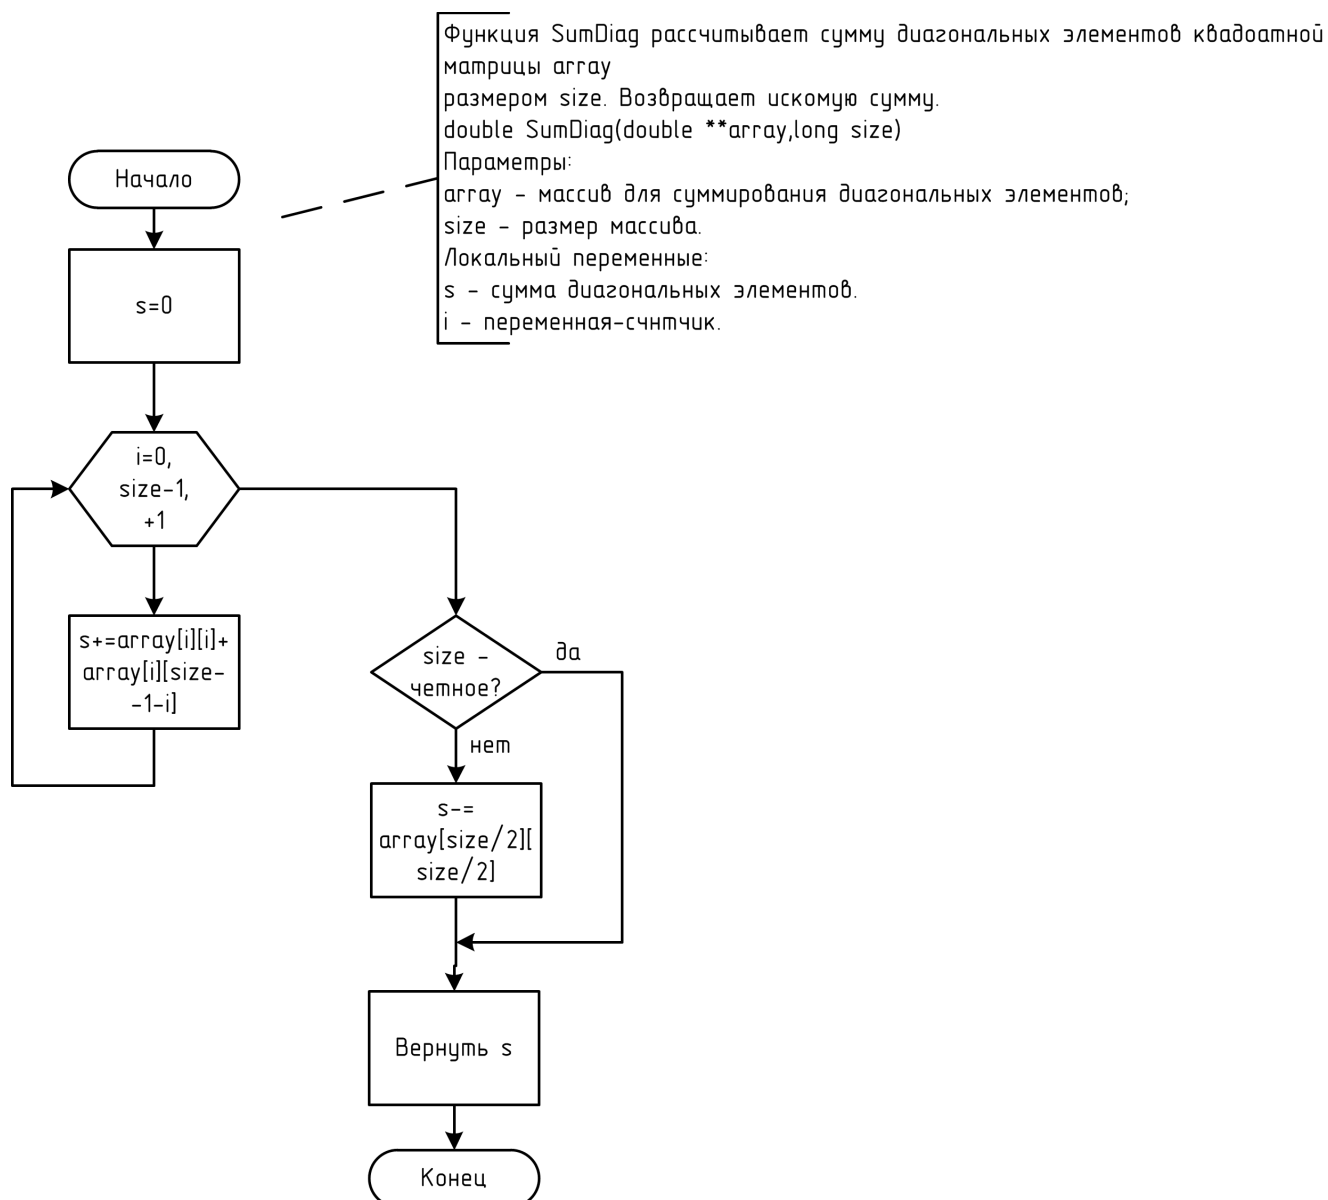 Функция SumDiag рассчитывает сумму диагональных элементов квадоатной
матрицы array
размером size. Возвращает искомую сумму.
double SumDiag(double **array,long size)
Параметры:
array - массив для суммирования диагональных элементов;
size - размер массива.
Локальный переменные:
s - сумма диагональных элементов.
i - переменная-счнтчик.
Начало
s=0
i=0,
size-1,
+1
s+=array[i][i]+
array[i][size-
-1-i]
size -
четное?
да
нет
s-=
array[size/2][
size/2]
Вернуть s
Конец